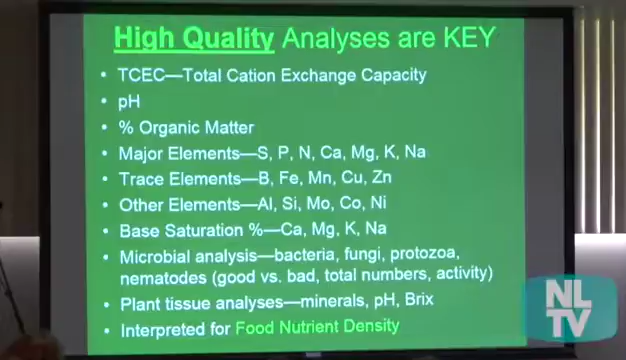 High Quality Analyses are KEY
• TCEC—Total Cation Exchange Capacity
• pH
• % Organic Matter
• Major Elements—S, P, N, Ca, Mg, K, Na
• Trace Elements—B, Fe, Mn, Cu, Zn
• Other Elements—Al, Si, Mo, Co, Ni
• Base Saturation %—Ca, Mg, K, Na
• Microbial analysis—bacteria, fungi, protozoa,
nematodes (good vs. bad, total numbers, activity)
• Plant tissue analyses—minerals, pH, Brix
• Interpreted for Food Nutrient Density
NL
TV